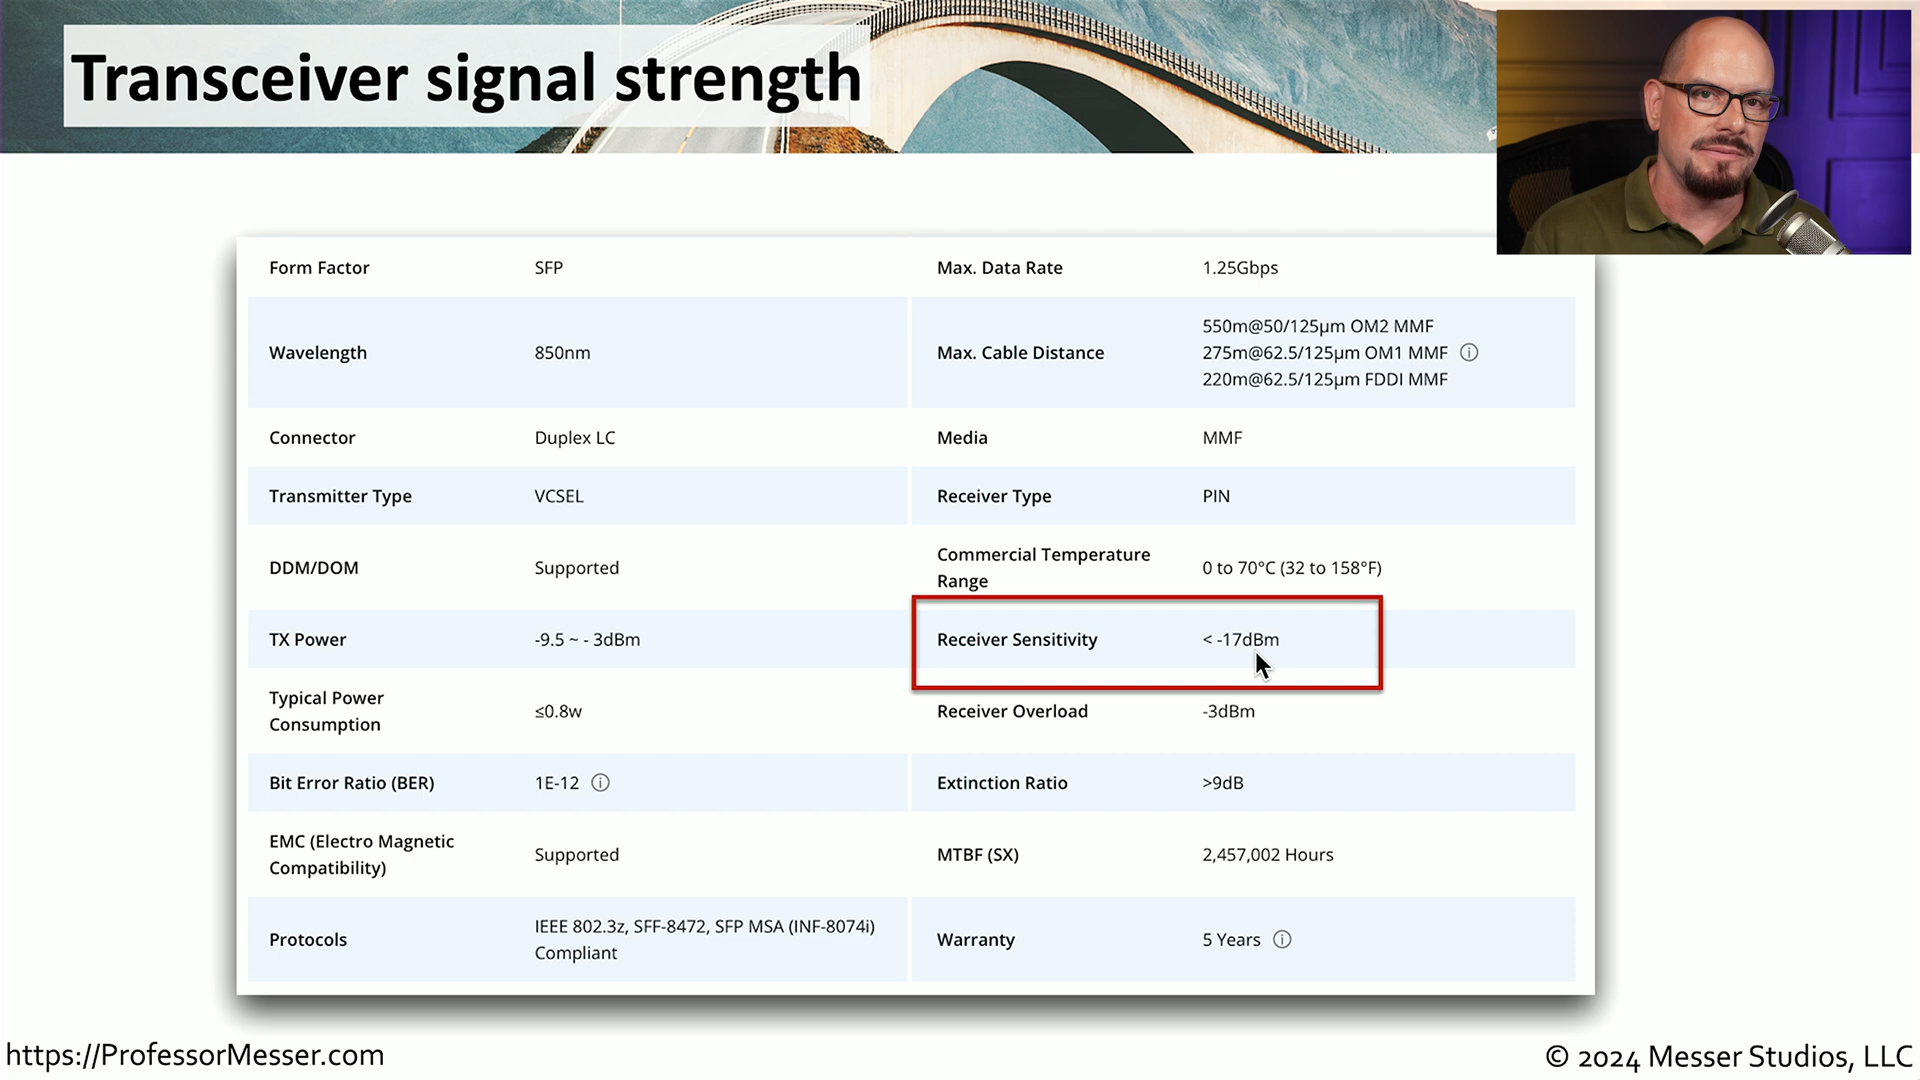 Transceiver signal strength
Form Factor SFP Max. Data Rate 1.25Gbps
550m@50/125µm OM2 MMF
Wavelength 850nm Max. Cable Distance 275m@62.5/125µm OM1 MMF
220m@62.5/125µm FDDI MMF
Connector Duplex LC Media MMF
Transmitter Type VCSEL Receiver Type PIN
DDM/DOM Supported Commercial Temperature Range 0 to 70°C (32 to 158°F)
TX Power -9.5 ~ - 3dBm Receiver Sensitivity < -17dBm
Typical Power Consumption ≤0.8w Receiver Overload -3dBm
Bit Error Ratio (BER) 1E-12 Extinction Ratio >9dB
EMC (Electro Magnetic Compatibility) Supported MTBF (SX) 2,457,002 Hours
Protocols IEEE 802.3z, SFF-8472, SFP MSA (INF-8074i) Compliant Warranty 5 Years
https://ProfessorMesser.com © 2024 Messer Studios, LLC